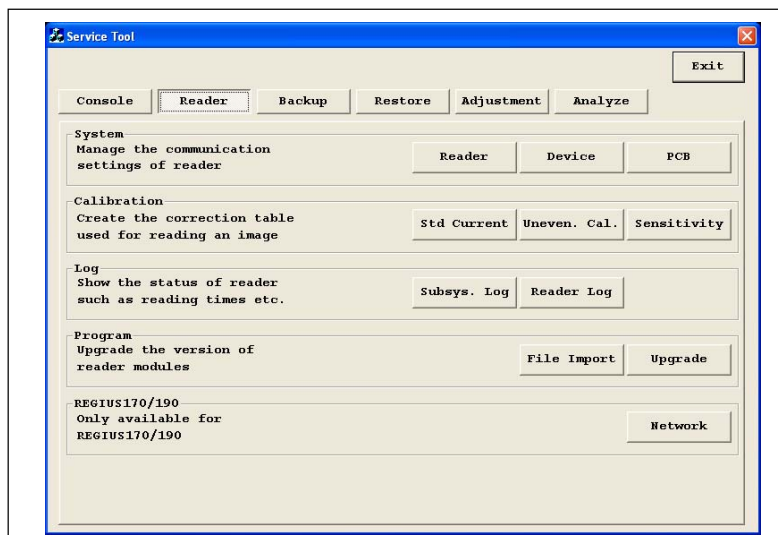 Service Tool
Exit
Console Reader Backup Restore Adjustment Analyze
System
Manage the communication
settings of reader
Reader Device PCB
Calibration
Create the correction table
used for reading an image
Std Current Uneven. Cal. Sensitivity
Log
Show the status of reader
such as reading times etc.
Subsys. Log Reader Log
Program
Upgrade the version of
reader modules
File Import Upgrade
REGIUS170/190
Only available for
REGIUS170/190
Network